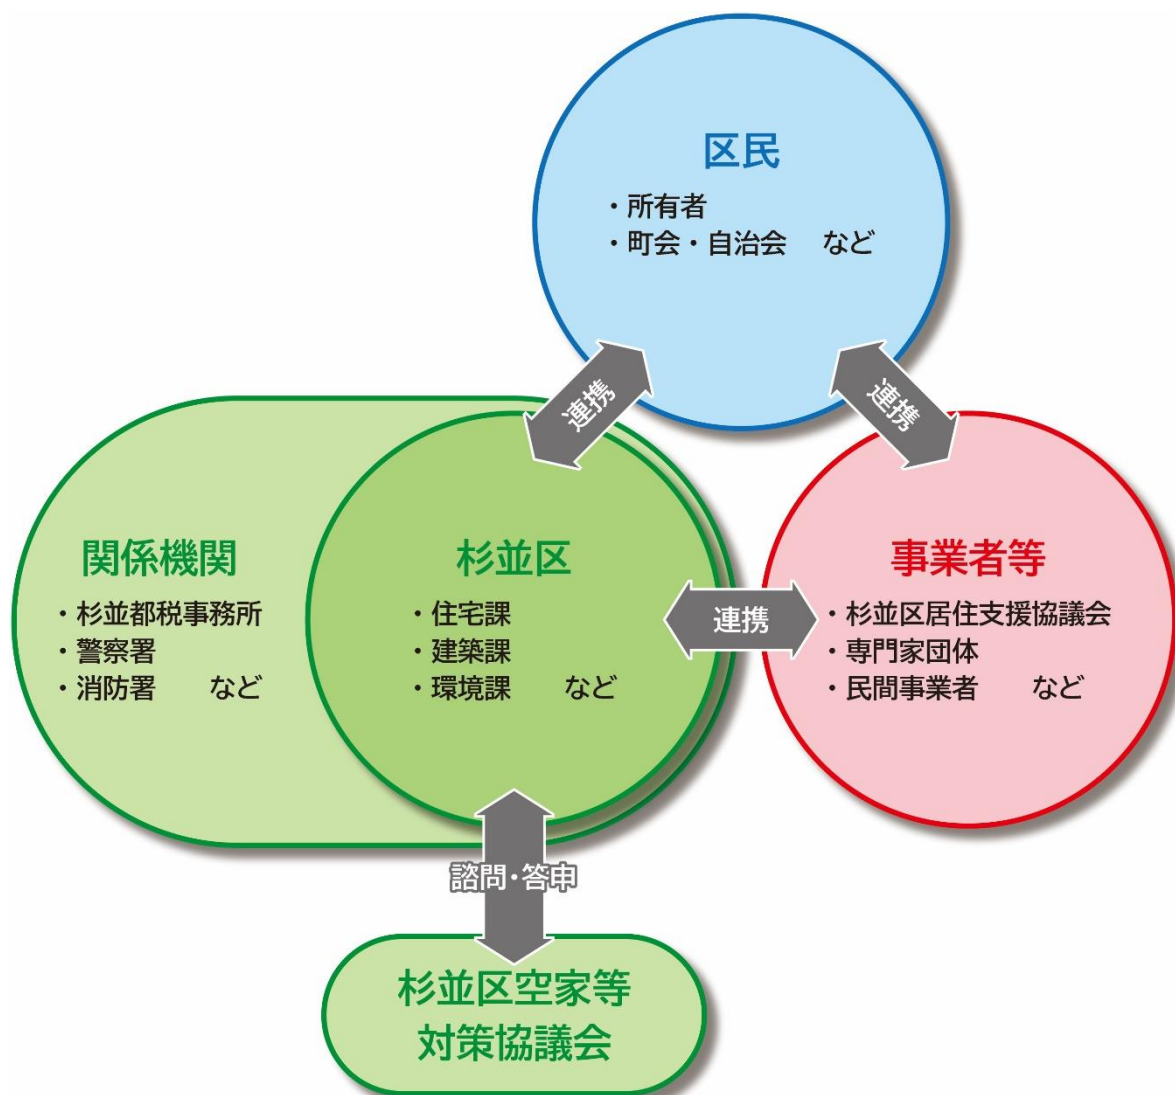 区民
・所有者
・町会・自治会 など
連携
連携
関係機関
・杉並都税事務所
・警察署
・消防署 など
杉並区
・住宅課
・建築課
・環境課 など
連携
事業者等
・杉並区居住支援協議会
・専門家団体
・民間事業者 など
諮問・答申
杉並区空家等
対策協議会